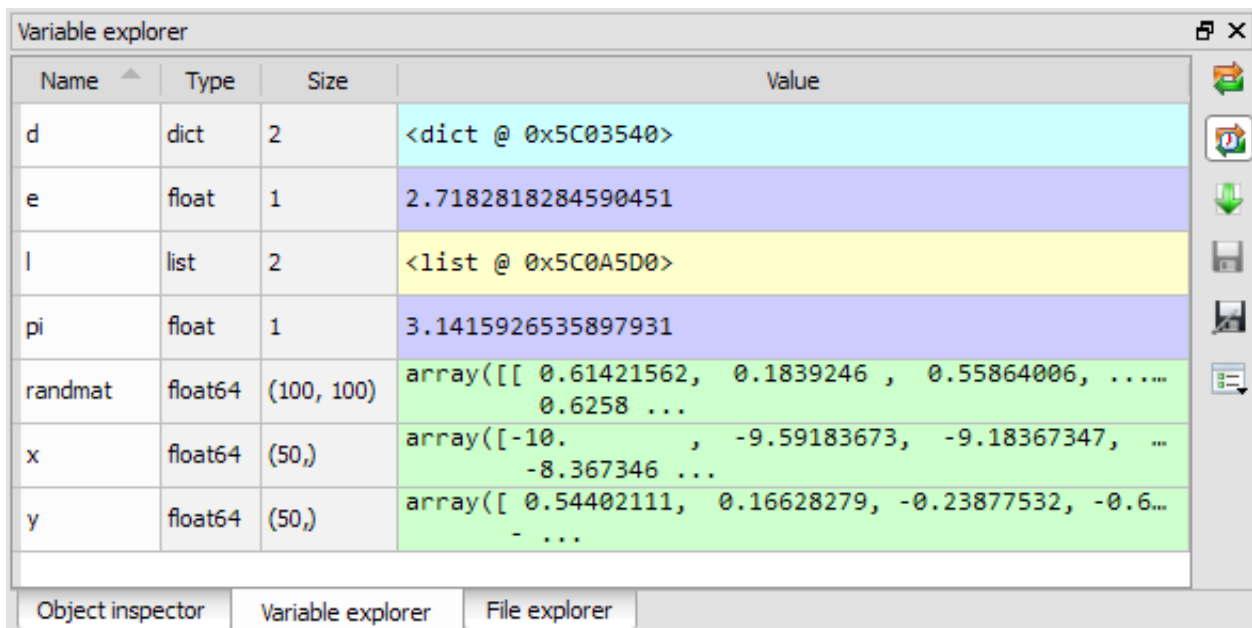 Variable explorer
Name Type Size Value
d dict 2 <dict @ 0x5C03540>
e float 1 2.7182818284590451
l list 2 <list @ 0x5C0A5D0>
pi float 1 3.1415926535897931
randmat float64 (100, 100) array([[ 0.61421562, 0.1839246 , 0.55864006, ...…
0.6258 ...
x float64 (50,) array([-10. , -9.59183673, -9.18367347, …
-8.367346 ...
y float64 (50,) array([ 0.54402111, 0.16628279, -0.23877532, -0.6…
- ...
Object inspector Variable explorer File explorer